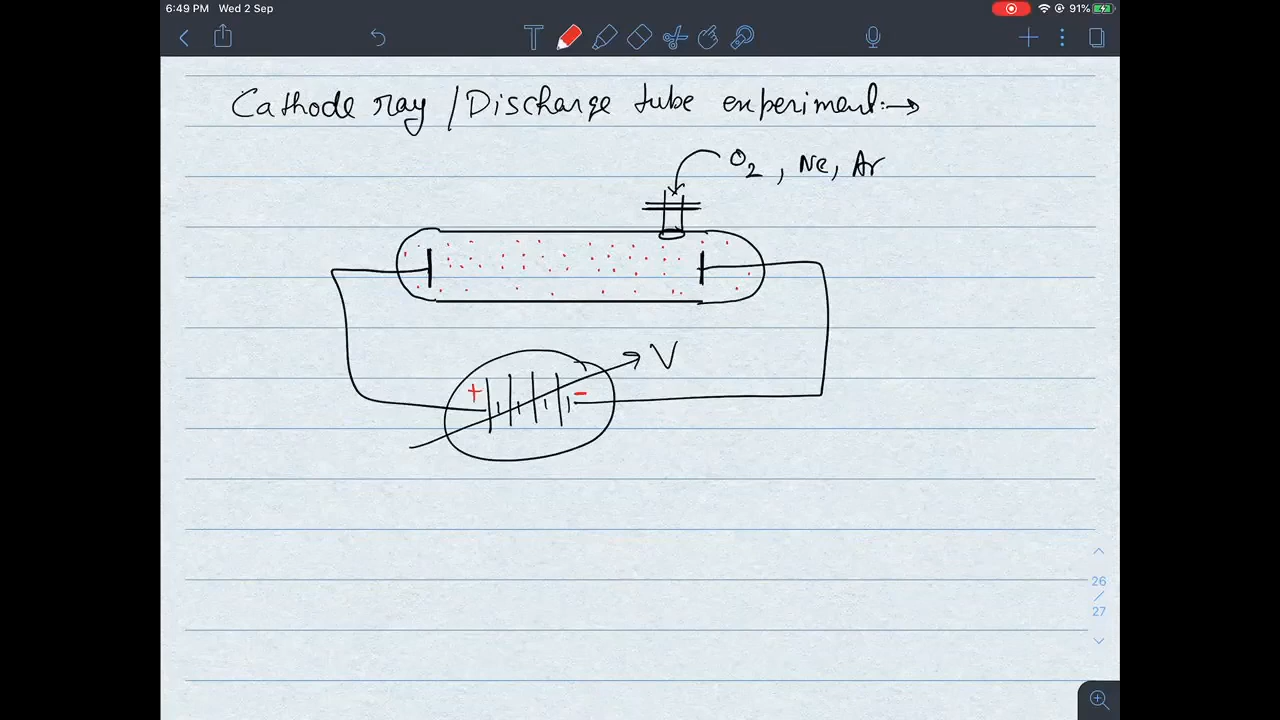 6:49 PM Wed 2 Sep 91%
T
Cathode ray / Discharge tube experiment:→
O2, Ne, Ar
V
+ -
26
/
27